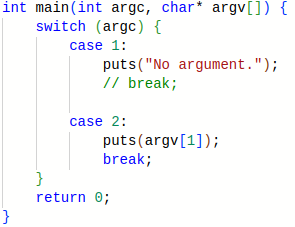 int main(int argc, char* argv[]) {
    switch (argc) {
        case 1:
            puts("No argument.");
            // break;

        case 2:
            puts(argv[1]);
            break;
    }
    return 0;
}